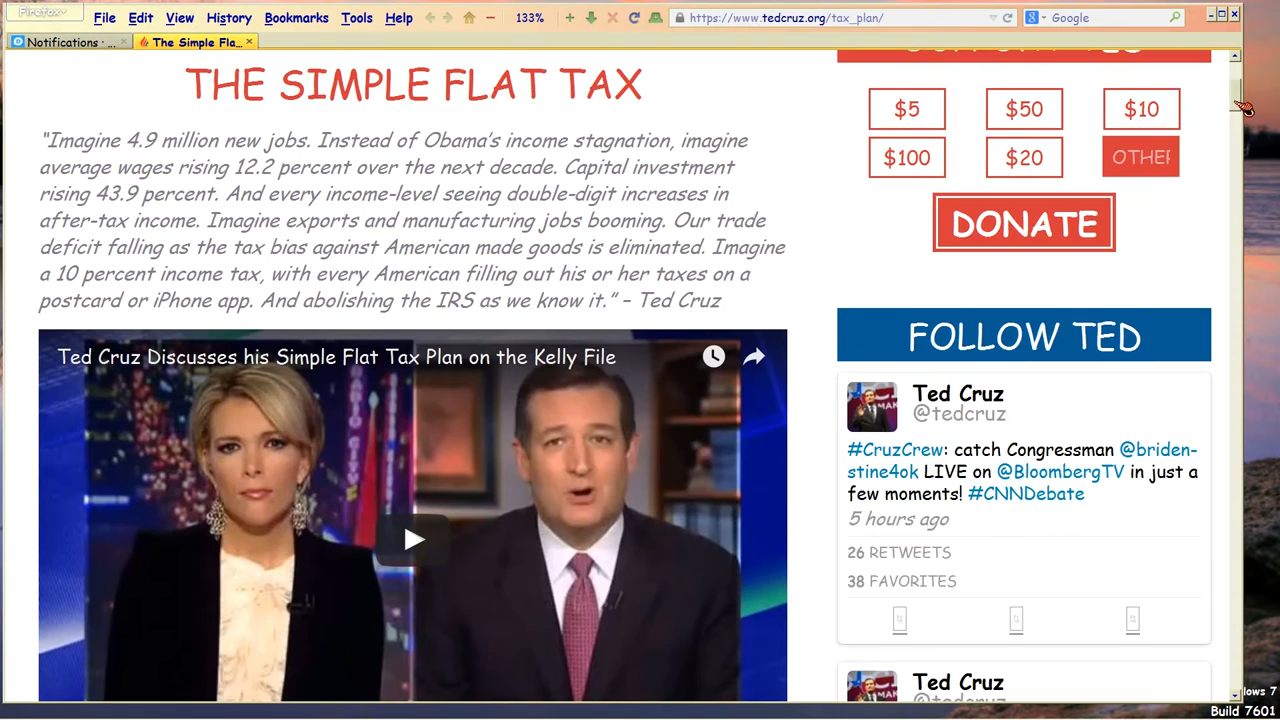 Firefox
File Edit View History Bookmarks Tools Help
133%
https://www.tedcruz.org/tax_plan/
Google
Notifications · ...
The Simple Fla...
THE SIMPLE FLAT TAX
"Imagine 4.9 million new jobs. Instead of Obama's income stagnation, imagine
average wages rising 12.2 percent over the next decade. Capital investment
rising 43.9 percent. And every income-level seeing double-digit increases in
after-tax income. Imagine exports and manufacturing jobs booming. Our trade
deficit falling as the tax bias against American made goods is eliminated. Imagine
a 10 percent income tax, with every American filling out his or her taxes on a
postcard or iPhone app. And abolishing the IRS as we know it." – Ted Cruz
Ted Cruz Discusses his Simple Flat Tax Plan on the Kelly File
RADIO CITY
$5 $50 $10
$100 $20 OTHER
DONATE
FOLLOW TED
Ted Cruz
@tedcruz
#CruzCrew: catch Congressman @briden-
stine4ok LIVE on @BloombergTV in just a
few moments! #CNNDebate
5 hours ago
26 RETWEETS
38 FAVORITES
Ted Cruz
@tedcruz
lows 7
Build 7601